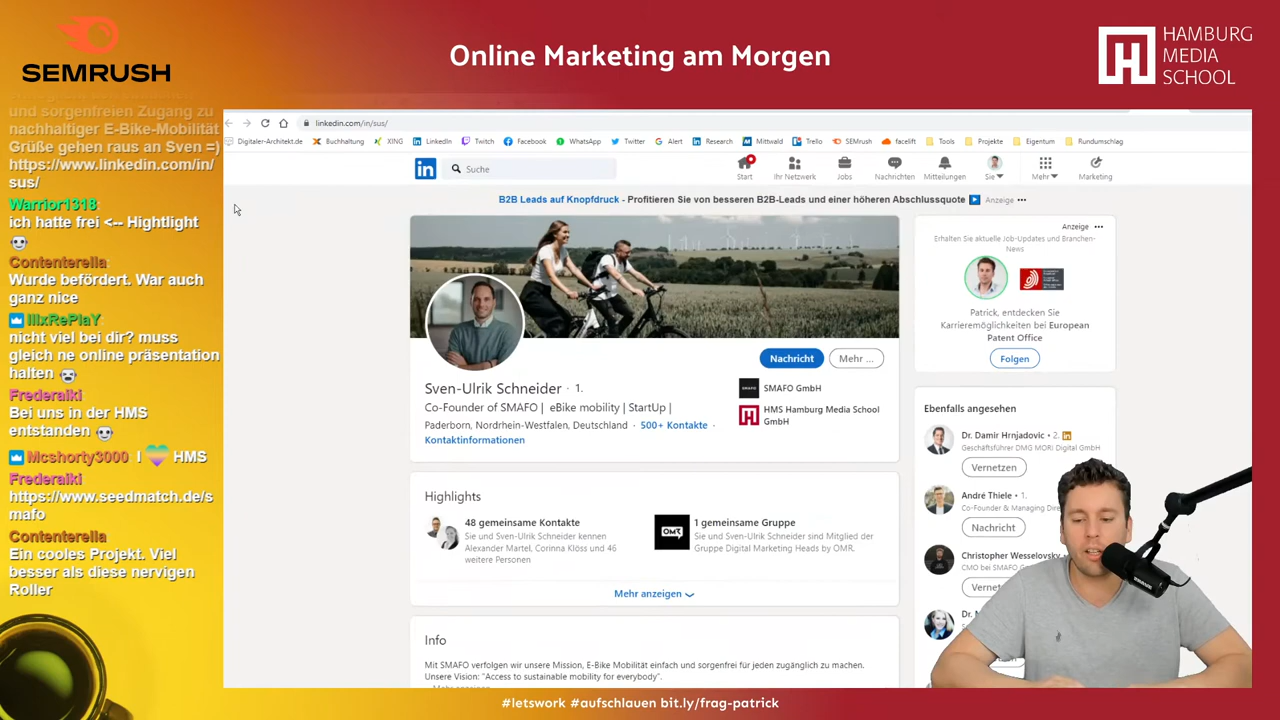 SEMRUSH
Online Marketing am Morgen
HAMBURG
MEDIA
SCHOOL
und sorgenfreien Zugang zu
nachhaltiger E-Bike-Mobilität
Grüße gehen raus an Sven =)
https://www.linkedin.com/in/
sus/
Warrior1318:
ich hatte frei <-- Hightlight
Contenterella
Wurde befördert. War auch
ganz nice
IIIxRePlaY:
nicht viel bei dir? muss
gleich ne online präsentation
halten
Frederaiki
Bei uns in der HMS
entstanden
Mcshorty3000: I HMS
Frederaiki
https://www.seedmatch.de/s
mafo
Contenterella
Ein cooles Projekt. Viel
besser als diese nervigen
Roller
linkedin.com/in/sus/
Digitaler-Architekt.de Buchhaltung XING LinkedIn Twitch Facebook WhatsApp Twitter Alert Research Mittwald Trello SEMrush facelift Tools Projekte Eigentum Rundumschlag
in Suche
Start Ihr Netzwerk Jobs Nachrichten Mitteilungen Sie Mehr Marketing
B2B Leads auf Knopfdruck - Profitieren Sie von besseren B2B-Leads und einer höheren Abschlussquote Anzeige •••
Nachricht Mehr ...
Sven-Ulrik Schneider · 1.
Co-Founder of SMAFO | eBike mobility | StartUp |
Paderborn, Nordrhein-Westfalen, Deutschland · 500+ Kontakte ·
Kontaktinformationen
SMAFO GmbH
HMS Hamburg Media School
GmbH
Highlights
48 gemeinsame Kontakte
Sie und Sven-Ulrik Schneider kennen
Alexander Martel, Corinna Klöss und 46
weitere Personen
OMR
1 gemeinsame Gruppe
Sie und Sven-Ulrik Schneider sind Mitglied der
Gruppe Digital Marketing Heads by OMR.
Mehr anzeigen
Info
Mit SMAFO verfolgen wir unsere Mission, E-Bike Mobilität einfach und sorgenfrei für jeden zugänglich zu machen.
Unsere Vision: "Access to sustainable mobility for everybody".
Anzeige •••
Erhalten Sie aktuelle Job-Updates und Branchen-
News
Patrick, entdecken Sie
Karrieremöglichkeiten bei European
Patent Office
Folgen
Ebenfalls angesehen
Dr. Damir Hrnjadovic • 2. in
Geschäftsführer DMG MORI Digital GmbH
Vernetzen
André Thiele • 1.
Co-Founder & Managing Dire
Nachricht
Christopher Wesselovsky
CMO bei SMAFO G
Vernet
Dr.
#letswork #aufschlauen bit.ly/frag-patrick